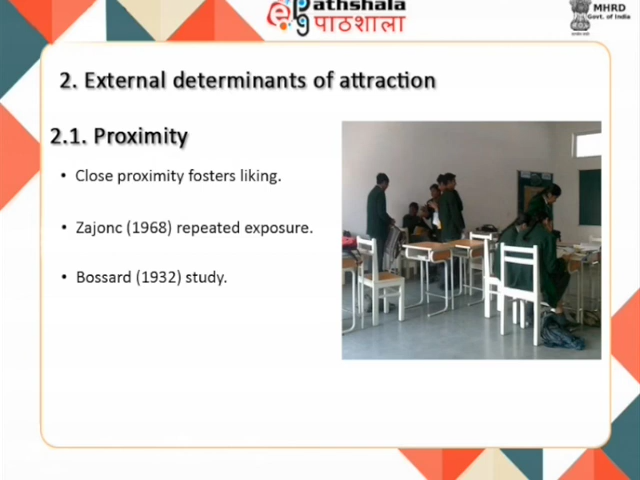 athshala
पाठशाला
MHRD
Govt. of India
2. External determinants of attraction
2.1. Proximity
• Close proximity fosters liking.
• Zajonc (1968) repeated exposure.
• Bossard (1932) study.